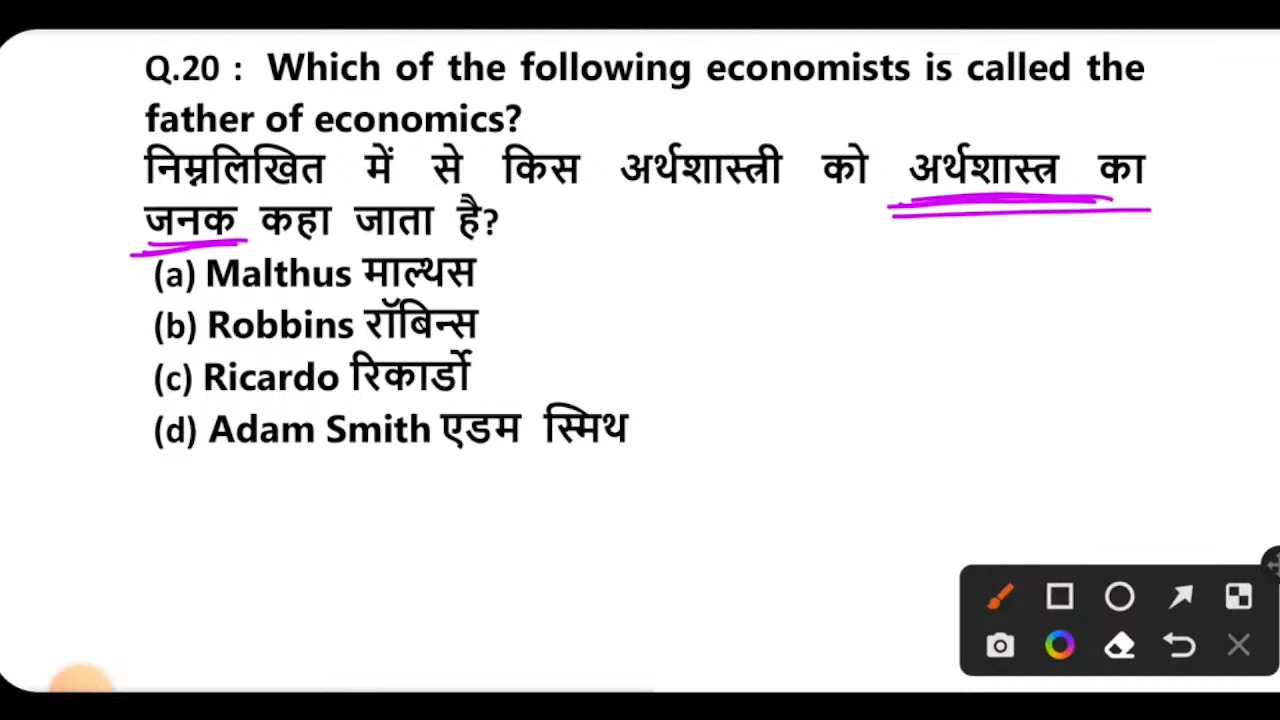 Q.20 : Which of the following economists is called the
father of economics?
निम्नलिखित में से किस अर्थशास्त्री को अर्थशास्त्र का
जनक कहा जाता है?
(a) Malthus माल्थस
(b) Robbins रॉबिन्स
(c) Ricardo रिकार्डो
(d) Adam Smith एडम स्मिथ